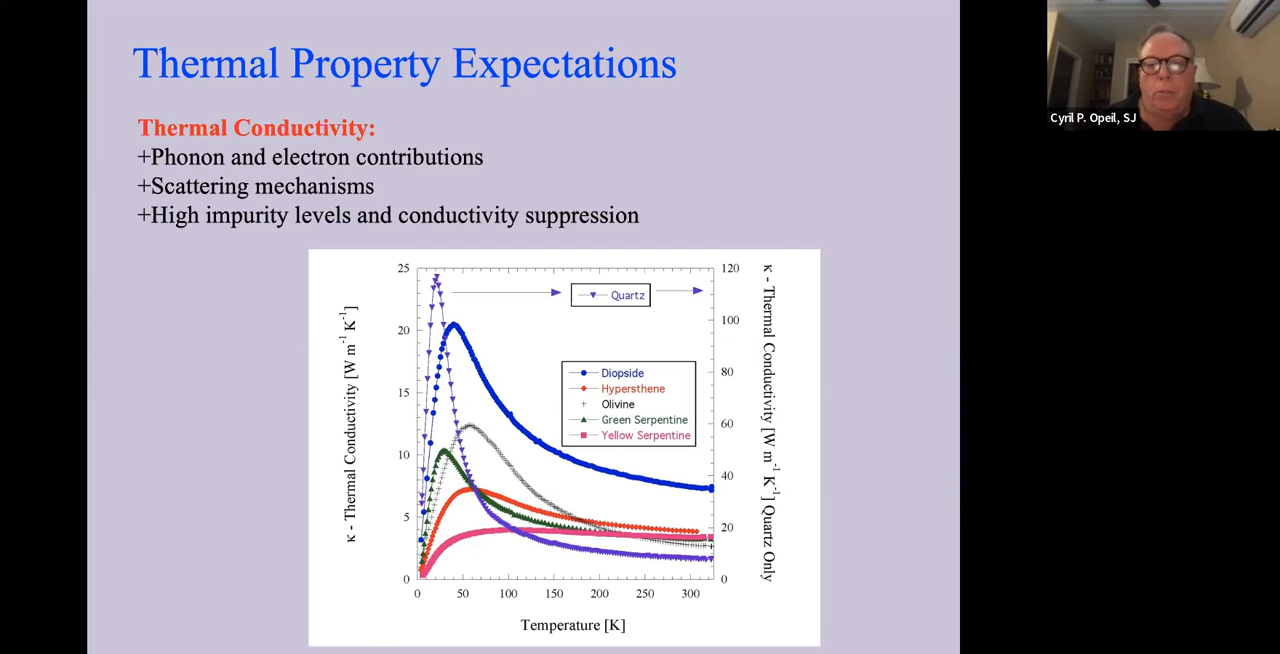 Thermal Property Expectations
Thermal Conductivity:
+Phonon and electron contributions
+Scattering mechanisms
+High impurity levels and conductivity suppression
Cyril P. Opeil, SJ
κ - Thermal Conductivity [W m⁻¹ K⁻¹]
25
20
15
10
5
0
Quartz
Diopside
Hypersthene
Olivine
Green Serpentine
Yellow Serpentine
120
100
80
60
40
20
0
κ - Thermal Conductivity [W m⁻¹ K⁻¹] Quartz Only
0 50 100 150 200 250 300
Temperature [K]